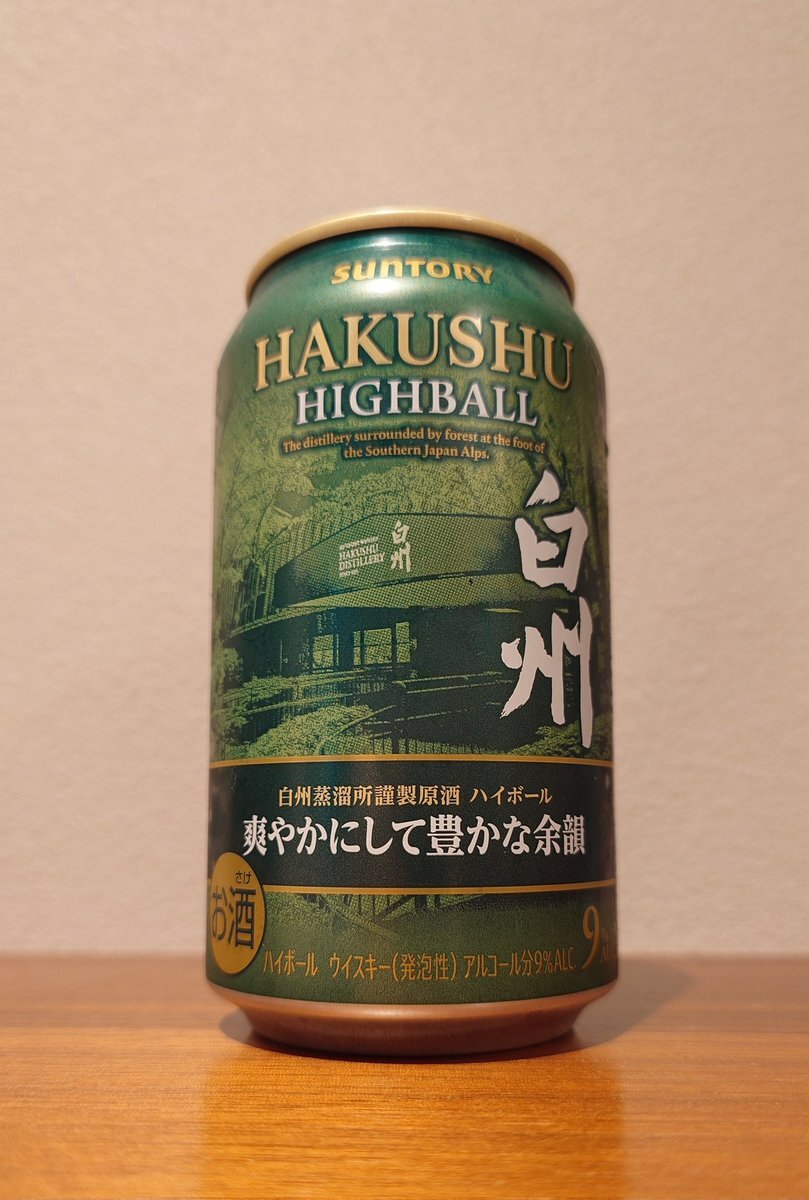 SUNTORY
HAKUSHU
HIGHBALL
The distillery surrounded by forest at the foot of
the Southern Japan Alps.
白州
HAKUSHU
DISTILLERY
白州
白州蒸溜所謹製原酒 ハイボール
爽やかにして豊かな余韻
さけ
お酒
ハイボール ウイスキー(発泡性) アルコール分9%ALC.
9%